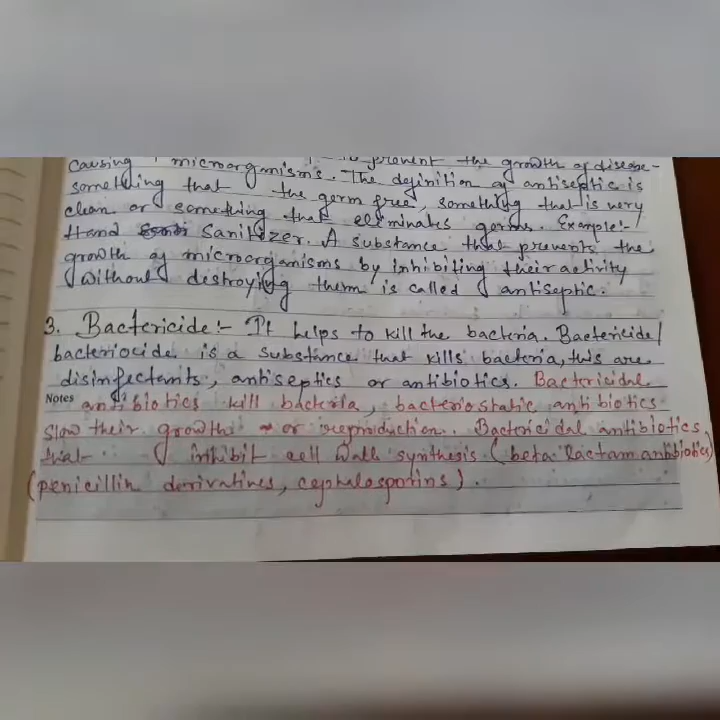 causing microorganisms. prevent the growth of disease-
something that the germ free, something that is very
clean or something that eliminates germs. Example:-
Hand Sanitizer. A substance that prevents the
growth of microorganisms by inhibiting their activity
without destroying them is called antiseptic.
3. Bactericide:- It helps to kill the bacteria. Bactericide/
bacteriocide is a substance that kills bacteria, this are
disinfectants, antiseptics or antibiotics. Bactericidal
Notes antibiotics kill bacteria, bacteriostatic antibiotics
slow their growth or reproduction. Bactericidal antibiotics
that inhibit cell wall synthesis (beta lactam antibiotics)
(penicillin derivatines, cephalosporins).